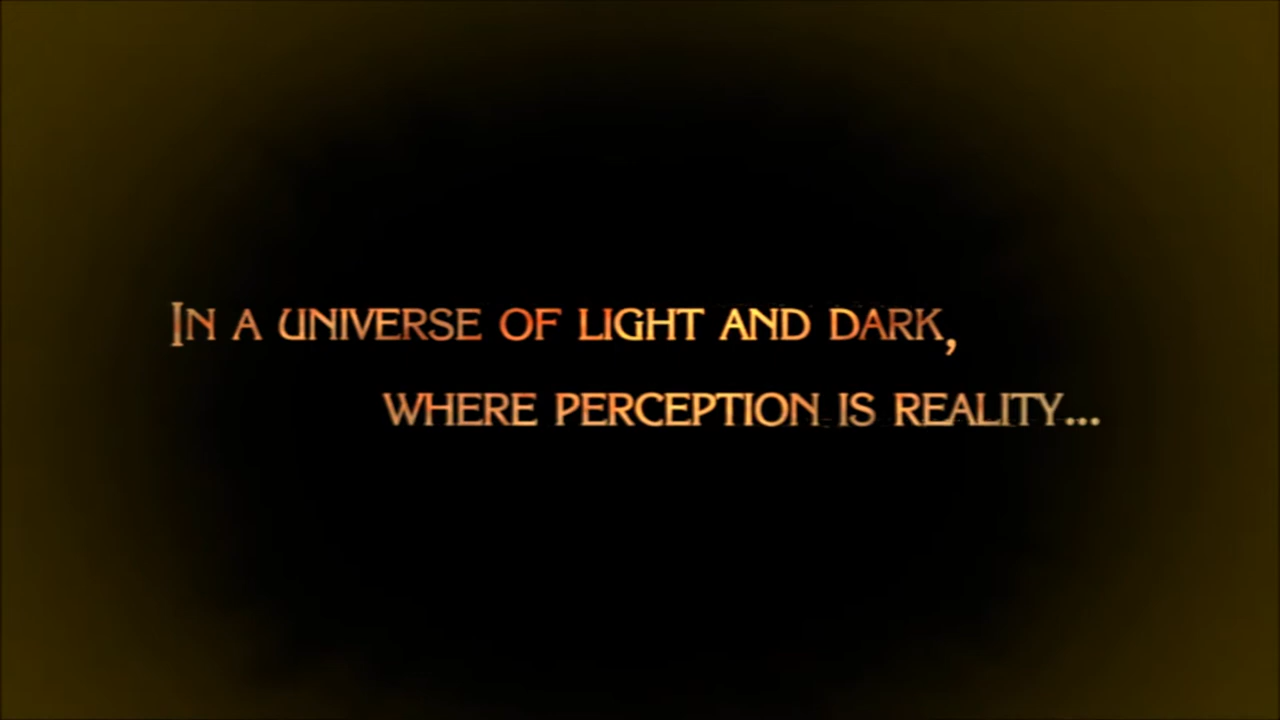 In a universe of light and dark,
where perception is reality...